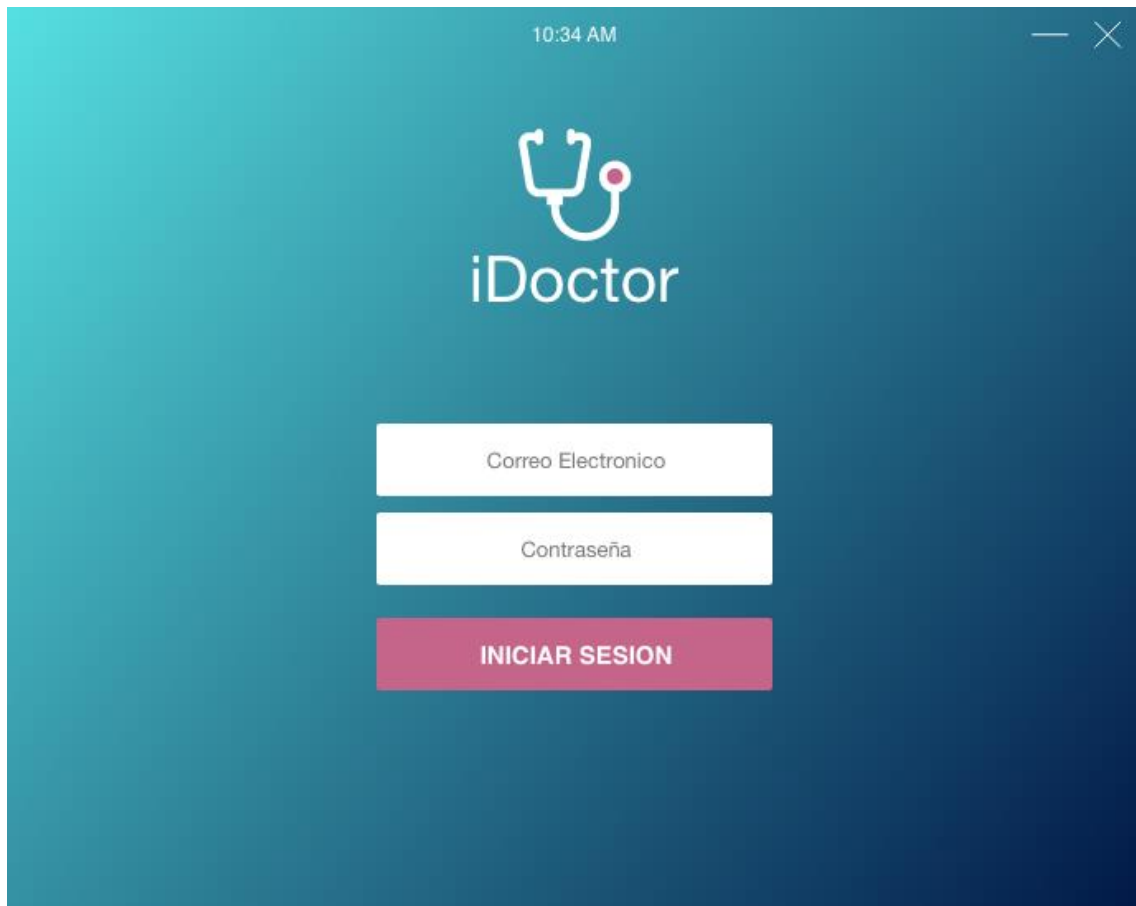 10:34 AM
iDoctor
Correo Electronico
Contraseña
INICIAR SESION